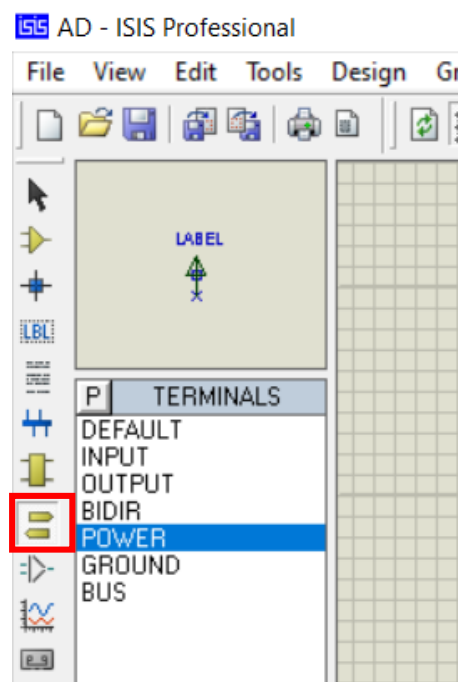 isis AD - ISIS Professional
File View Edit Tools Design Gr
LABEL
LBL
P TERMINALS
DEFAULT
INPUT
OUTPUT
BIDIR
POWER
GROUND
BUS